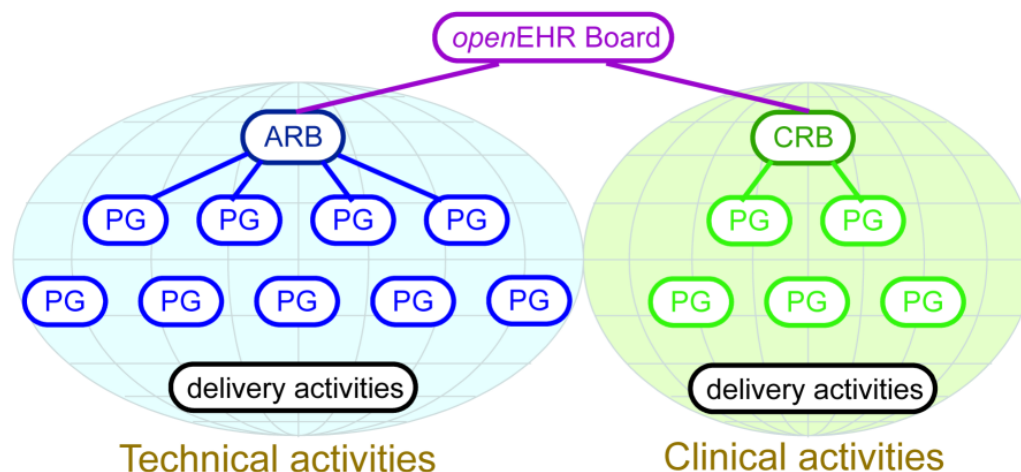 openEHR Board
ARB
CRB
PG PG PG PG
PG PG
PG PG PG PG PG
PG PG PG
delivery activities
delivery activities
Technical activities
Clinical activities